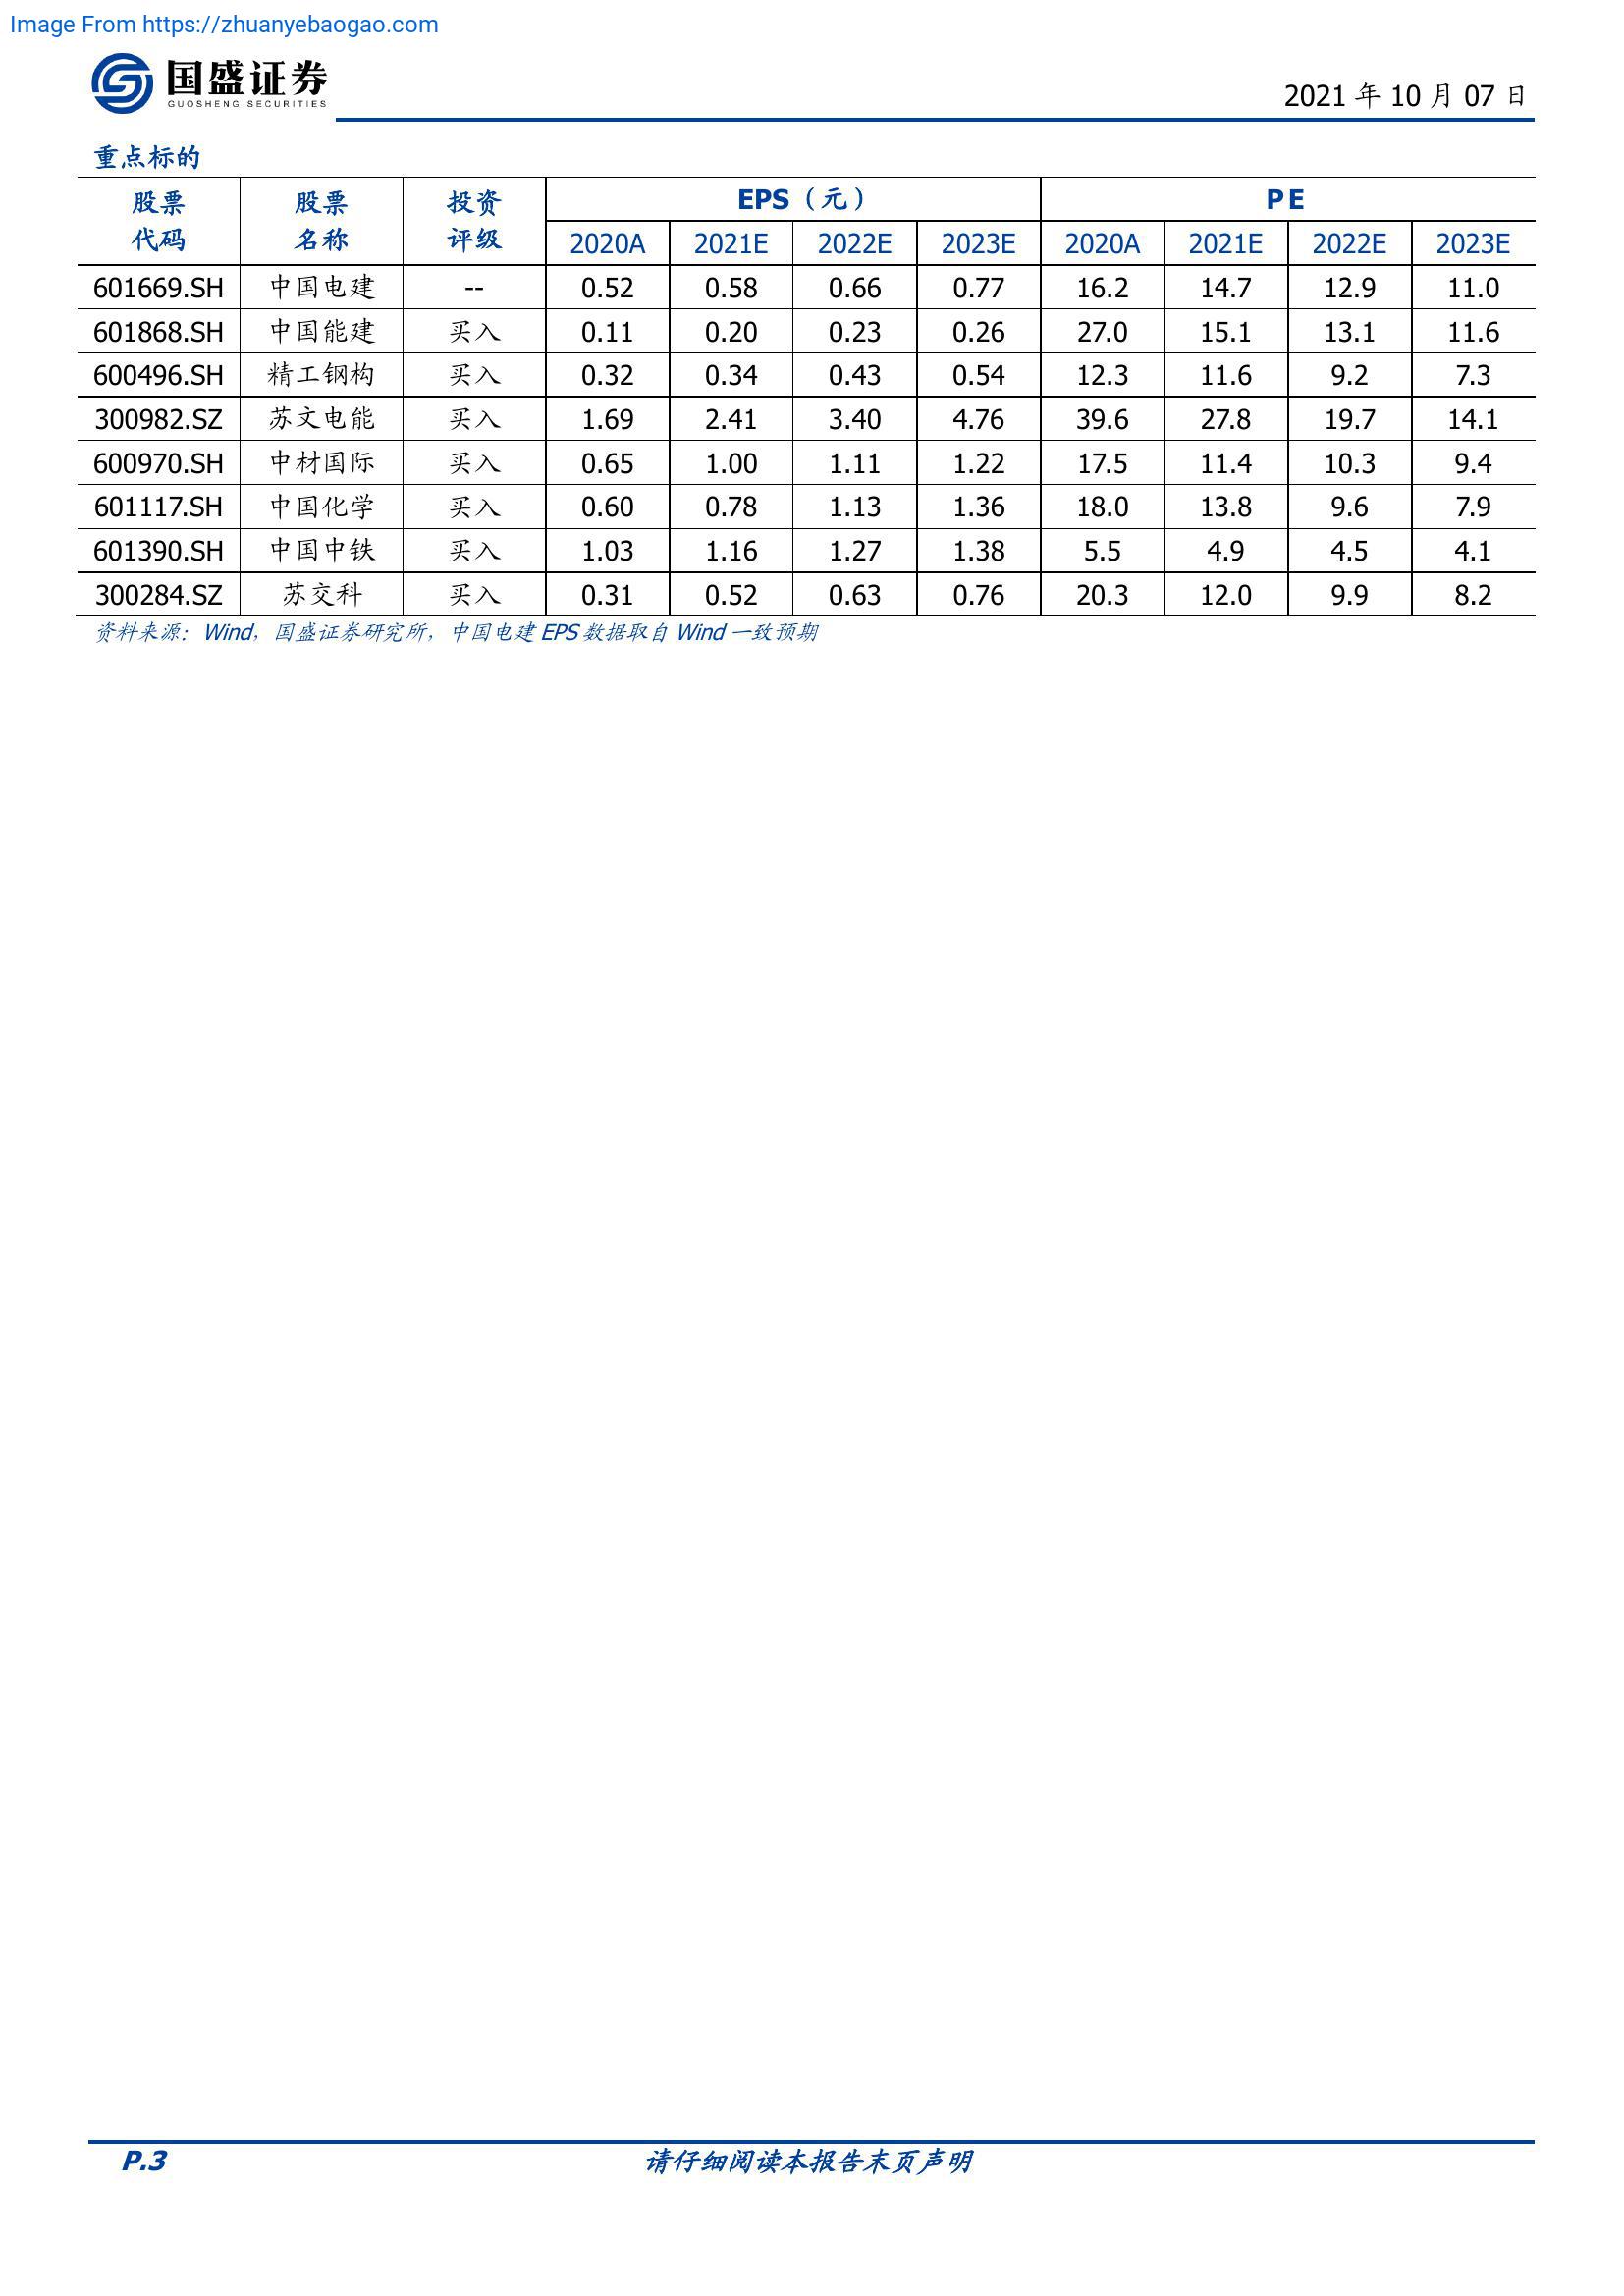 Image From https://zhuanyebaogao.com
国盛证券
GUOSHENG SECURITIES
2021 年 10 月 07 日
重点标的
股票代码 股票名称 投资评级 EPS（元） PE
2020A 2021E 2022E 2023E 2020A 2021E 2022E 2023E
601669.SH 中国电建 -- 0.52 0.58 0.66 0.77 16.2 14.7 12.9 11.0
601868.SH 中国能建 买入 0.11 0.20 0.23 0.26 27.0 15.1 13.1 11.6
600496.SH 精工钢构 买入 0.32 0.34 0.43 0.54 12.3 11.6 9.2 7.3
300982.SZ 苏文电能 买入 1.69 2.41 3.40 4.76 39.6 27.8 19.7 14.1
600970.SH 中材国际 买入 0.65 1.00 1.11 1.22 17.5 11.4 10.3 9.4
601117.SH 中国化学 买入 0.60 0.78 1.13 1.36 18.0 13.8 9.6 7.9
601390.SH 中国中铁 买入 1.03 1.16 1.27 1.38 5.5 4.9 4.5 4.1
300284.SZ 苏交科 买入 0.31 0.52 0.63 0.76 20.3 12.0 9.9 8.2
资料来源：Wind，国盛证券研究所，中国电建 EPS 数据取自 Wind 一致预期
P.3 请仔细阅读本报告末页声明